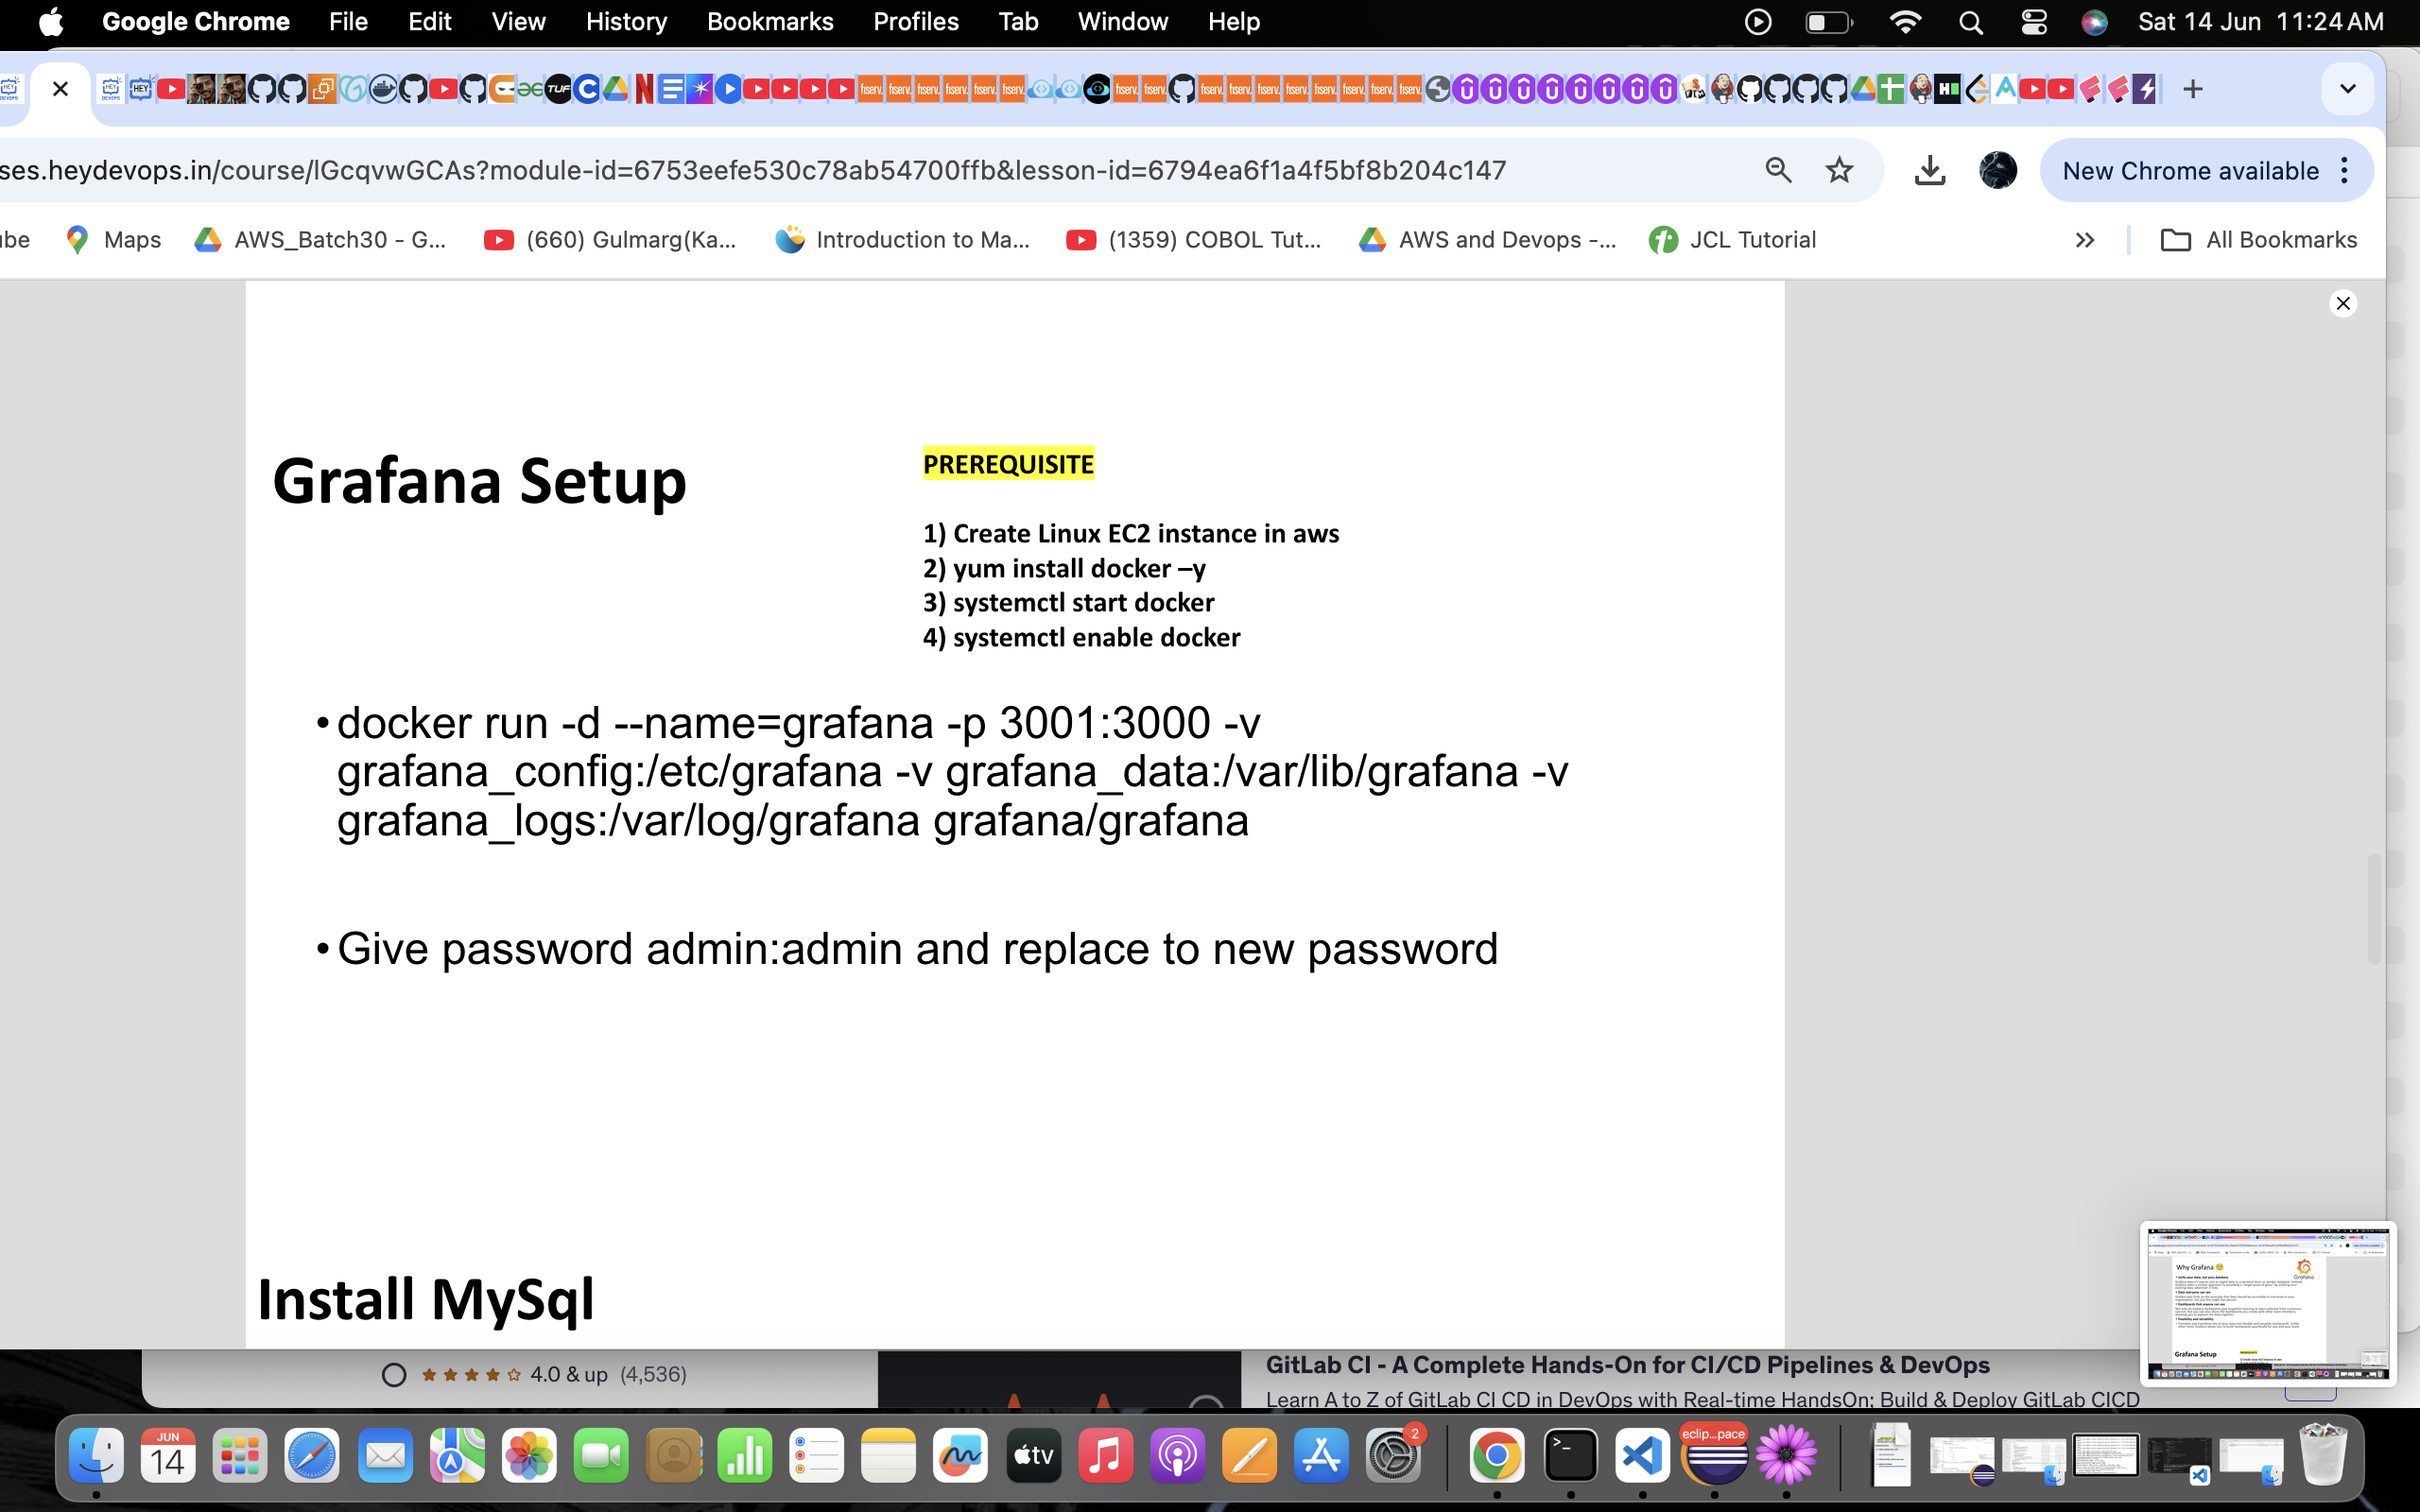 Google Chrome File Edit View History Bookmarks Profiles Tab Window Help Sat 14 Jun 11:24 AM
ses.heydevops.in/course/lGcqvwGCAs?module-id=6753eefe530c78ab54700ffb&lesson-id=6794ea6f1a4f5bf8b204c147 New Chrome available
be Maps AWS_Batch30 - G... (660) Gulmarg(Ka... Introduction to Ma... (1359) COBOL Tut... AWS and Devops -... JCL Tutorial All Bookmarks
Grafana Setup
PREREQUISITE
1) Create Linux EC2 instance in aws
2) yum install docker –y
3) systemctl start docker
4) systemctl enable docker
• docker run -d --name=grafana -p 3001:3000 -v
grafana_config:/etc/grafana -v grafana_data:/var/lib/grafana -v
grafana_logs:/var/log/grafana grafana/grafana
• Give password admin:admin and replace to new password
Install MySql
Why Grafana
Grafana Setup
4.0 & up (4,536)
GitLab CI - A Complete Hands-On for CI/CD Pipelines & DevOps
Learn A to Z of GitLab CI CD in DevOps with Real-time HandsOn; Build & Deploy GitLab CICD
JUN
14
tv
2
eclip...pace